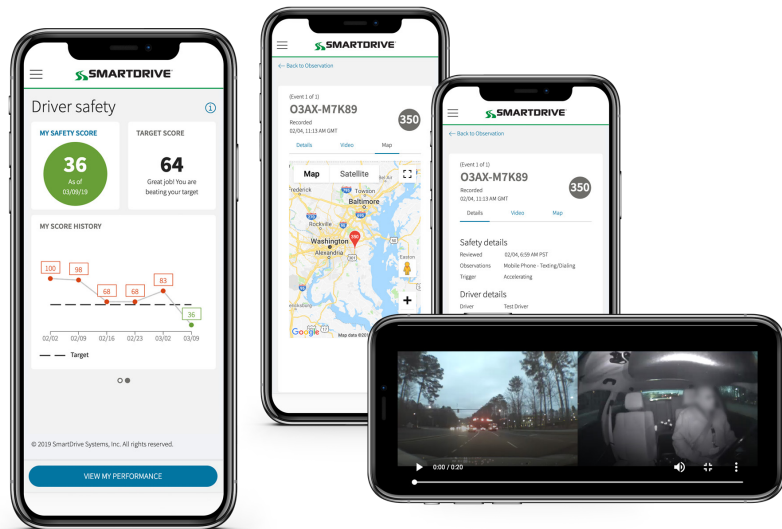 SMARTDRIVE
Driver safety
MY SAFETY SCORE
36
As of
03/09/19
TARGET SCORE
64
Great job! You are
beating your target
MY SCORE HISTORY
100
98
68
68
83
36
02/02 02/09 02/16 02/23 03/02 03/09
Target
© 2019 SmartDrive Systems, Inc. All rights reserved.
VIEW MY PERFORMANCE
SMARTDRIVE
← Back to Observation
(Event 1 of 1)
O3AX-M7K89
Recorded
02/04, 11:13 AM GMT
350
Details Video Map
Map Satellite
Frederick
Towson
Baltimore
Rockville
Washington
Alexandria
Easton
301
50
Google
Map data ©201
SMARTDRIVE
← Back to Observation
(Event 1 of 1)
O3AX-M7K89
Recorded
02/04, 11:13 AM GMT
350
Details Video Map
Safety details
Reviewed 02/04, 6:59 AM PST
Observations Mobile Phone - Texting/Dialing
Trigger Accelerating
Driver details
Driver Test Driver
0:00 / 0:20